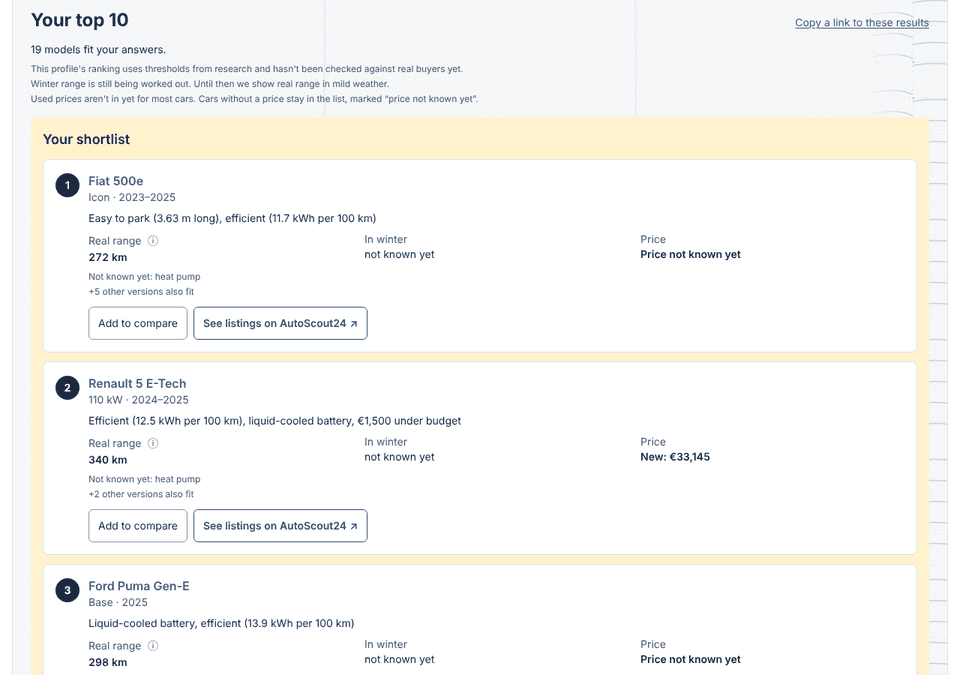 Your top 10
Copy a link to these results
19 models fit your answers.
This profile's ranking uses thresholds from research and hasn't been checked against real buyers yet.
Winter range is still being worked out. Until then we show real range in mild weather.
Used prices aren't in yet for most cars. Cars without a price stay in the list, marked “price not known yet”.
Your shortlist
1
Fiat 500e
Icon · 2023–2025
Easy to park (3.63 m long), efficient (11.7 kWh per 100 km)
Real range ⓘ
272 km
In winter
not known yet
Price
Price not known yet
Not known yet: heat pump
+5 other versions also fit
Add to compare
See listings on AutoScout24 ↗
2
Renault 5 E-Tech
110 kW · 2024–2025
Efficient (12.5 kWh per 100 km), liquid-cooled battery, €1,500 under budget
Real range ⓘ
340 km
In winter
not known yet
Price
New: €33,145
Not known yet: heat pump
+2 other versions also fit
Add to compare
See listings on AutoScout24 ↗
3
Ford Puma Gen-E
Base · 2025
Liquid-cooled battery, efficient (13.9 kWh per 100 km)
Real range ⓘ
298 km
In winter
not known yet
Price
Price not known yet